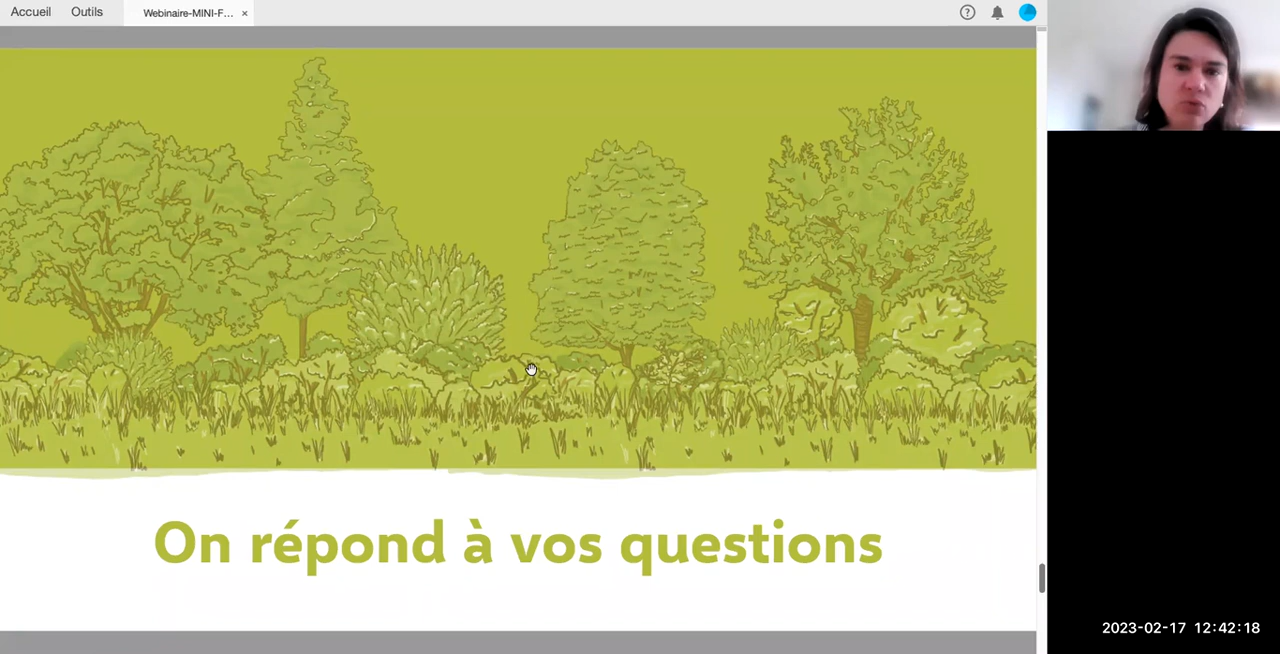 Accueil Outils Webinaire-MINI-F... ×
On répond à vos questions
2023-02-17 12:42:18